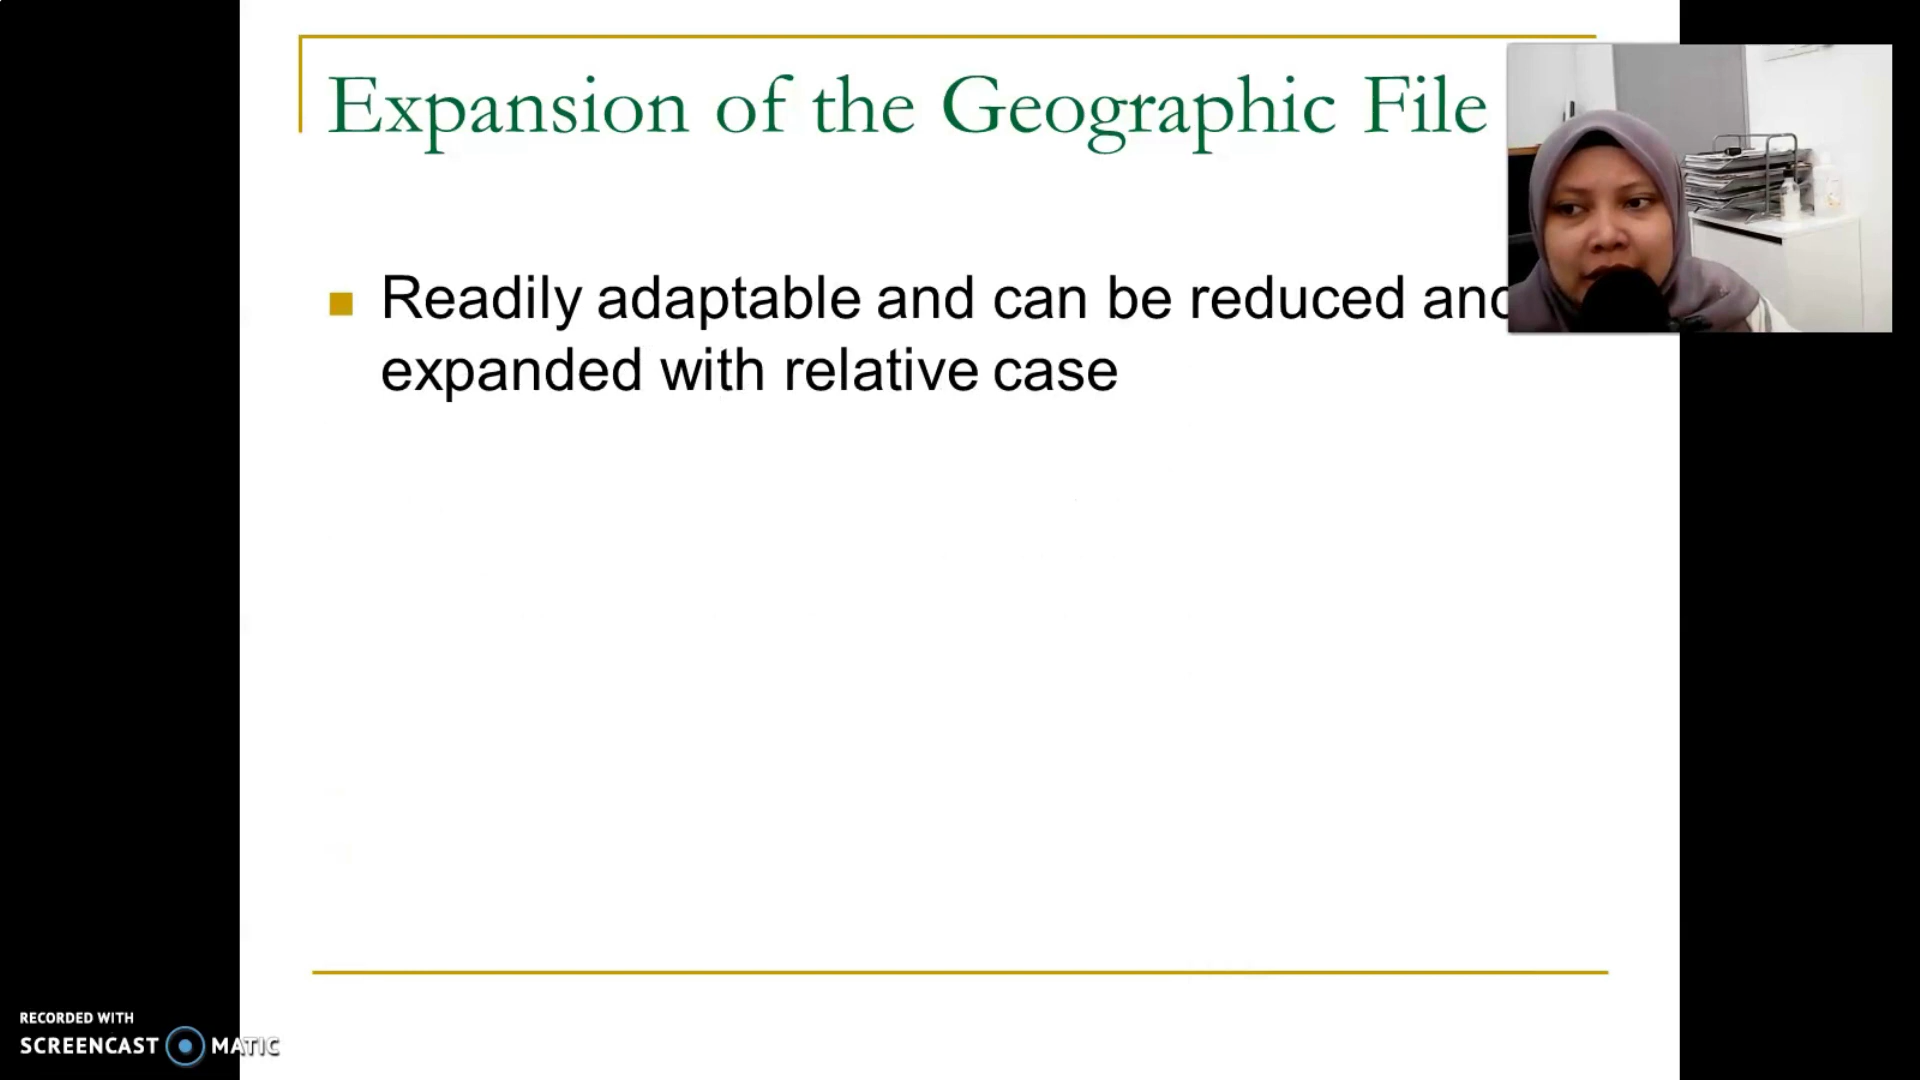 Expansion of the Geographic File
Readily adaptable and can be reduced and
expanded with relative case
RECORDED WITH
SCREENCAST MATIC